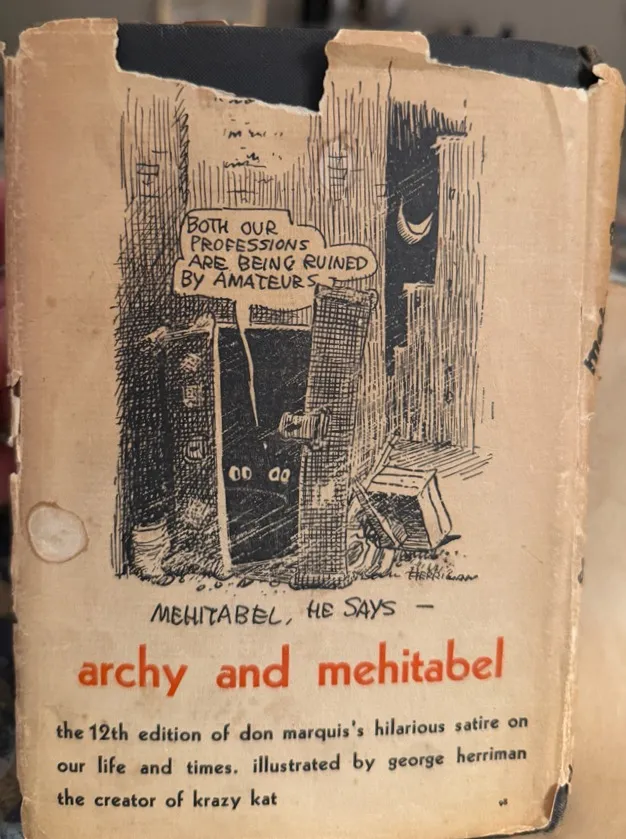 BOTH OUR
PROFESSIONS
ARE BEING RUINED
BY AMATEURS
MEHITABEL, HE SAYS —
archy and mehitabel
the 12th edition of don marquis's hilarious satire on
our life and times. illustrated by george herriman
the creator of krazy kat